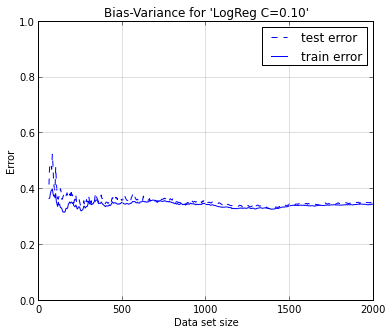 Bias-Variance for 'LogReg C=0.10'
test error
train error
1.0
0.8
0.6
0.4
0.2
0.0
Error
0
500
1000
1500
2000
Data set size